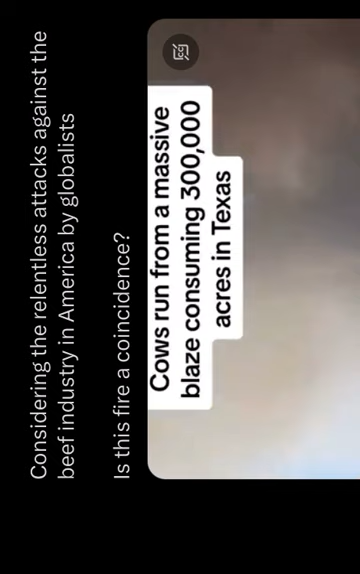 Considering the relentless attacks against the
beef industry in America by globalists
Is this fire a coincidence?
Cows run from a massive
blaze consuming 300,000
acres in Texas